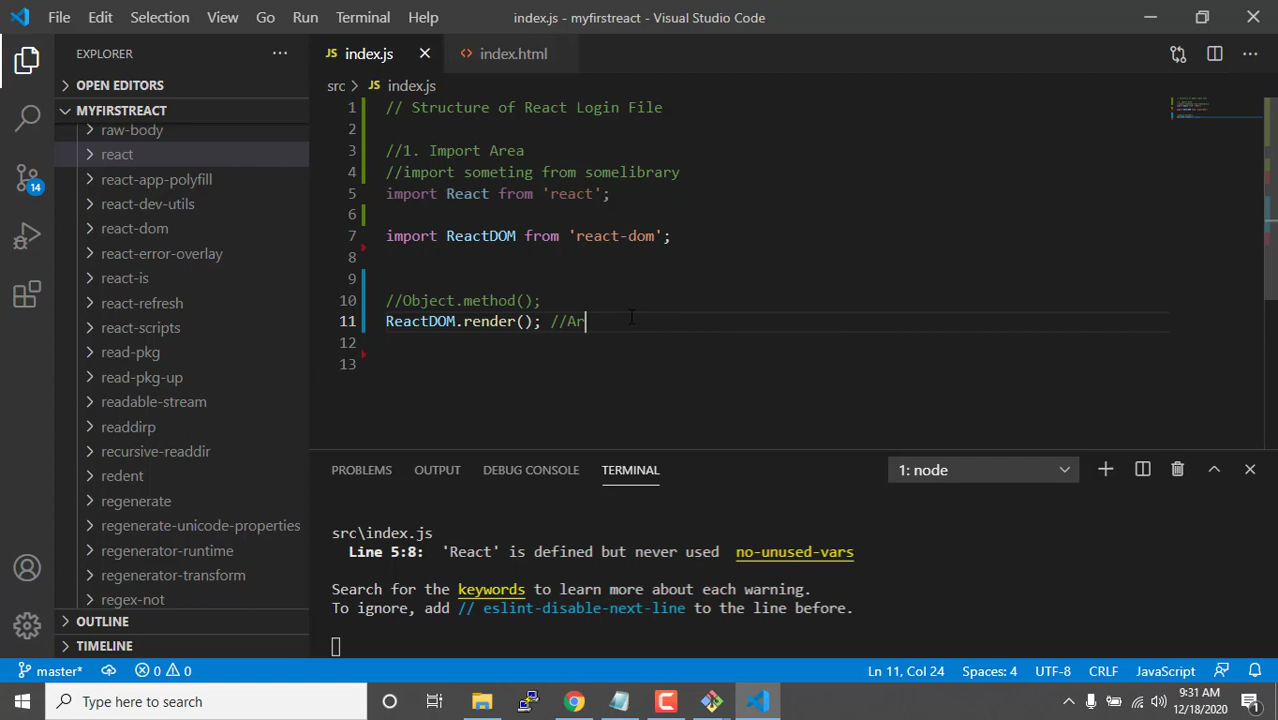 File Edit Selection View Go Run Terminal Help index.js - myfirstreact - Visual Studio Code
EXPLORER
JS index.js index.html
OPEN EDITORS
src JS index.js
MYFIRSTREACT
raw-body
react
react-app-polyfill
react-dev-utils
react-dom
react-error-overlay
react-is
react-refresh
react-scripts
read-pkg
read-pkg-up
readable-stream
readdirp
recursive-readdir
redent
regenerate
regenerate-unicode-properties
regenerator-runtime
regenerator-transform
regex-not
OUTLINE
TIMELINE
14
1 // Structure of React Login File
2
3 //1. Import Area
4 //import someting from somelibrary
5 import React from 'react';
6
7 import ReactDOM from 'react-dom';
8
9
10 //Object.method();
11 ReactDOM.render(); //Ar
12
13
PROBLEMS OUTPUT DEBUG CONSOLE TERMINAL 1: node
src\index.js
Line 5:8: 'React' is defined but never used no-unused-vars
Search for the keywords to learn more about each warning.
To ignore, add // eslint-disable-next-line to the line before.
master* 0 0 Ln 11, Col 24 Spaces: 4 UTF-8 CRLF JavaScript
Type here to search
9:31 AM
12/18/2020
1